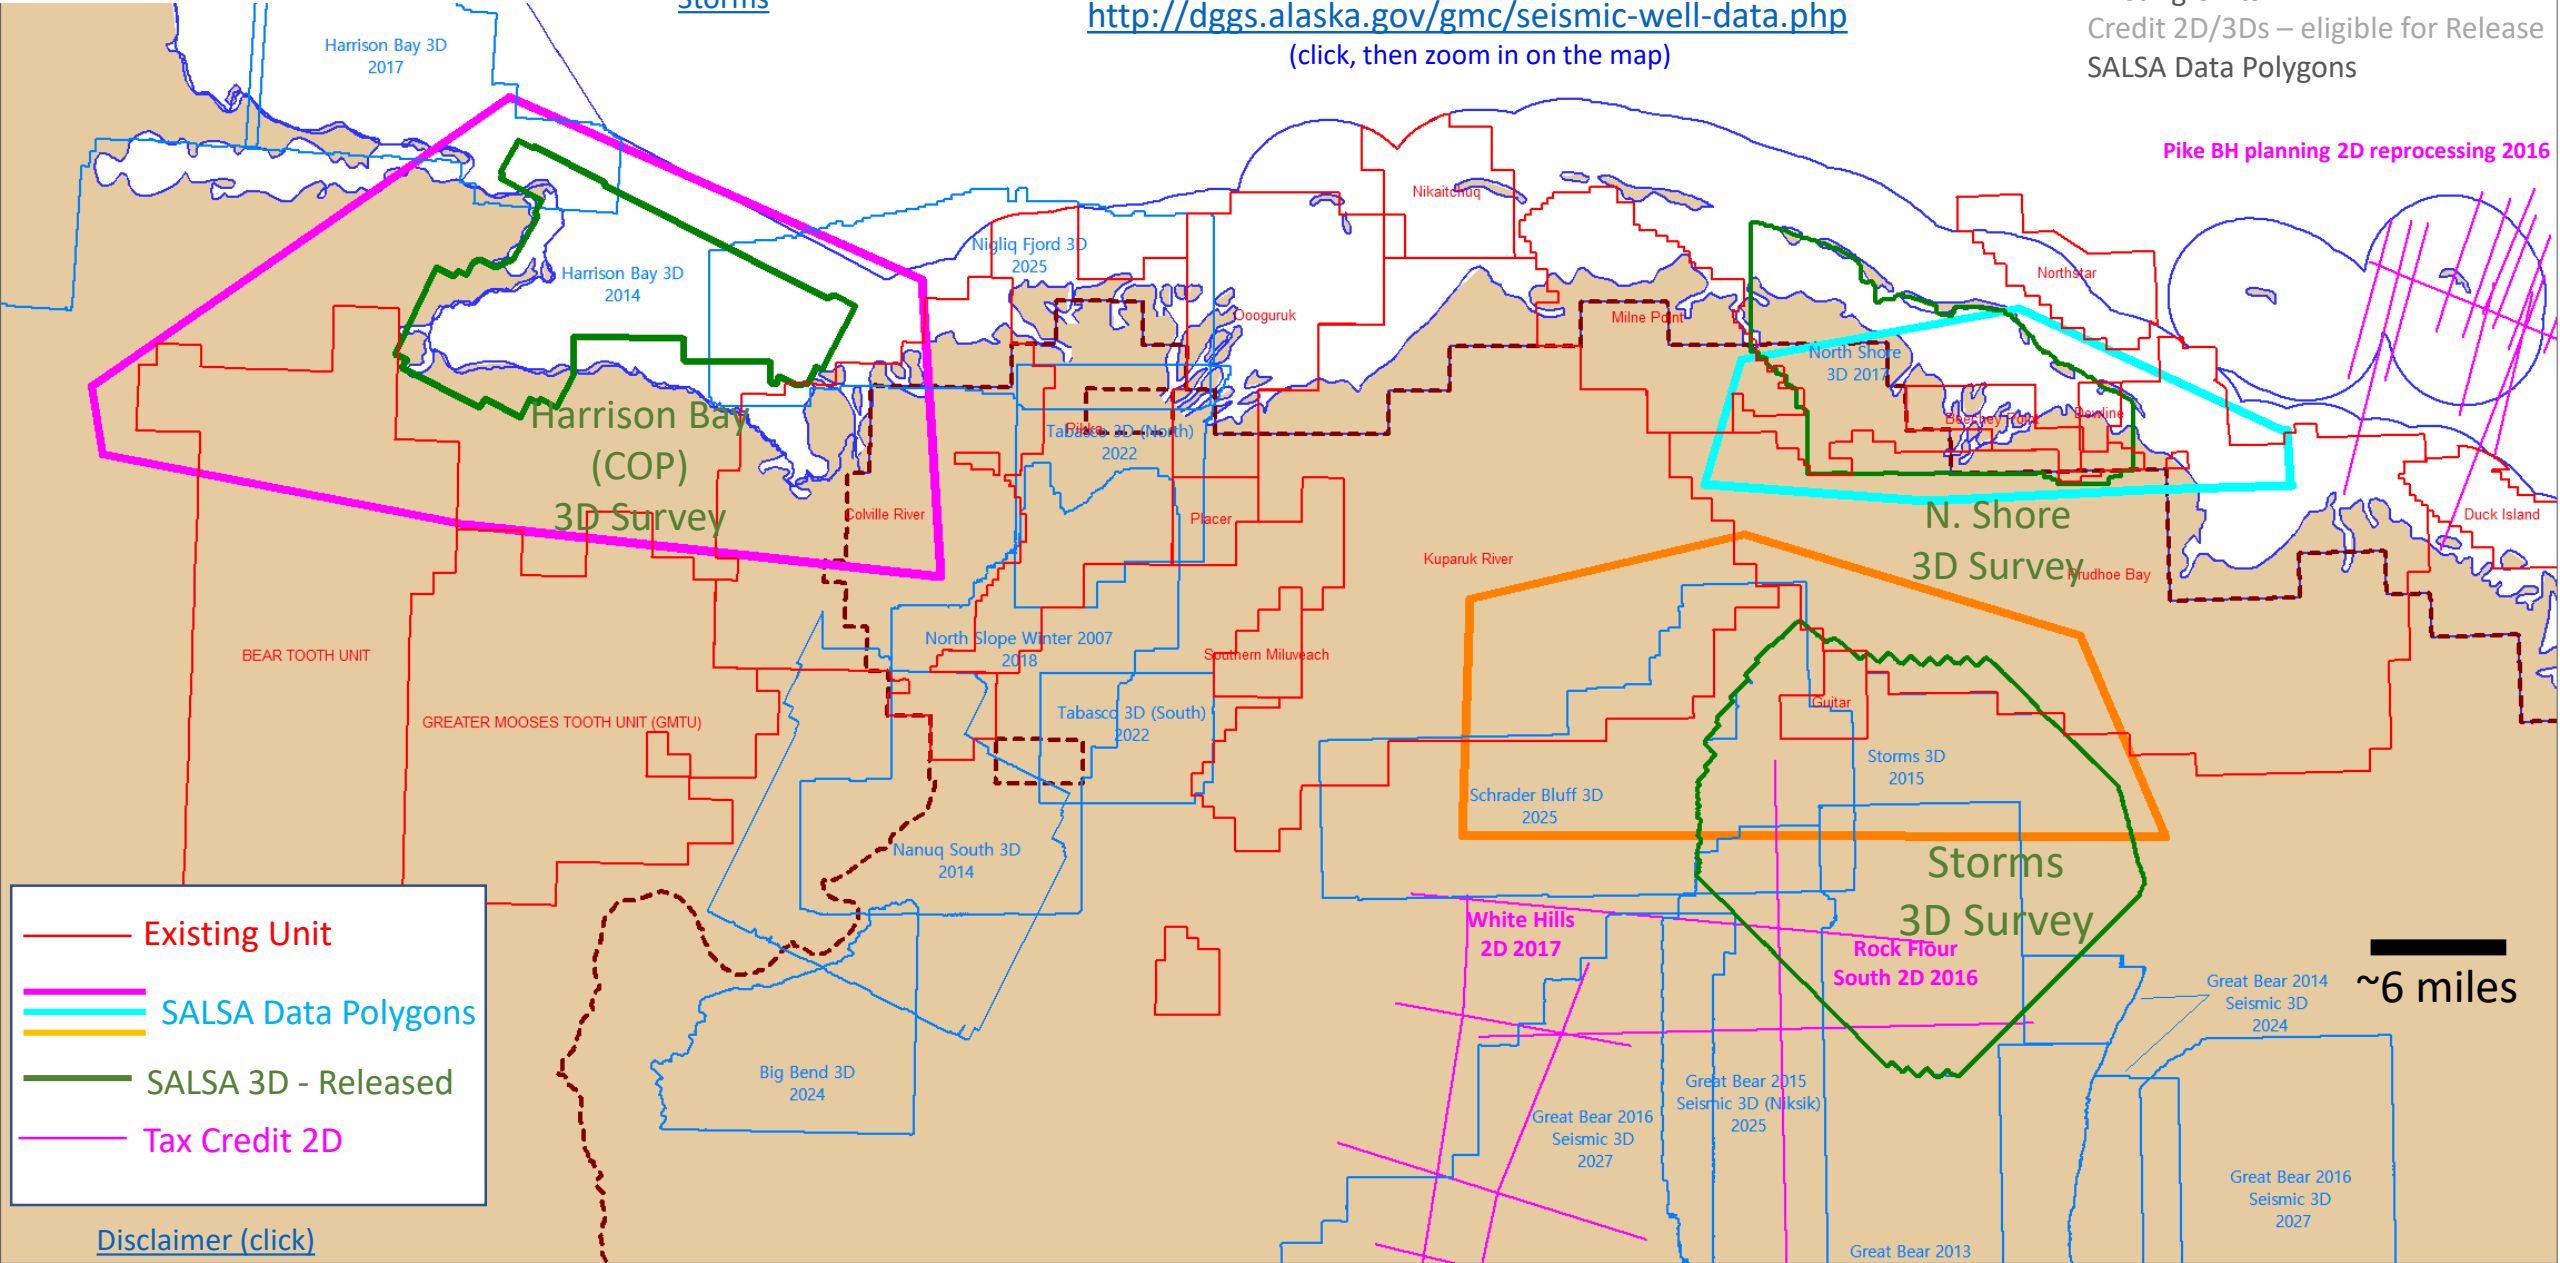 Storms
http://dggs.alaska.gov/gmc/seismic-well-data.php
(click, then zoom in on the map)
Credit 2D/3Ds – eligible for Release
SALSA Data Polygons
Harrison Bay 3D
2017
Pike BH planning 2D reprocessing 2016
Nikaitchuq
Nigliq Fjord 3D
2025
Harrison Bay 3D
2014
Northstar
Oooguruk
Milne Point
North Shore
3D 2017
Harrison Bay
(COP)
3D Survey
Pikka
Tabasco 3D (North)
2022
Beechey Point
Dewline
Colville River
Placer
N. Shore
3D Survey
Duck Island
Kuparuk River
Prudhoe Bay
BEAR TOOTH UNIT
North Slope Winter 2007
2018
Southern Miluveach
GREATER MOOSES TOOTH UNIT (GMTU)
Tabasco 3D (South)
2022
Guitar
Storms 3D
2015
Schrader Bluff 3D
2025
Nanuq South 3D
2014
Storms
3D Survey
White Hills
2D 2017
Rock Flour
South 2D 2016
~6 miles
Great Bear 2014
Seismic 3D
2024
Big Bend 3D
2024
Great Bear 2015
Seismic 3D (Niksik)
2025
Great Bear 2016
Seismic 3D
2027
Great Bear 2016
Seismic 3D
2027
Great Bear 2013
Existing Unit
SALSA Data Polygons
SALSA 3D - Released
Tax Credit 2D
Disclaimer (click)